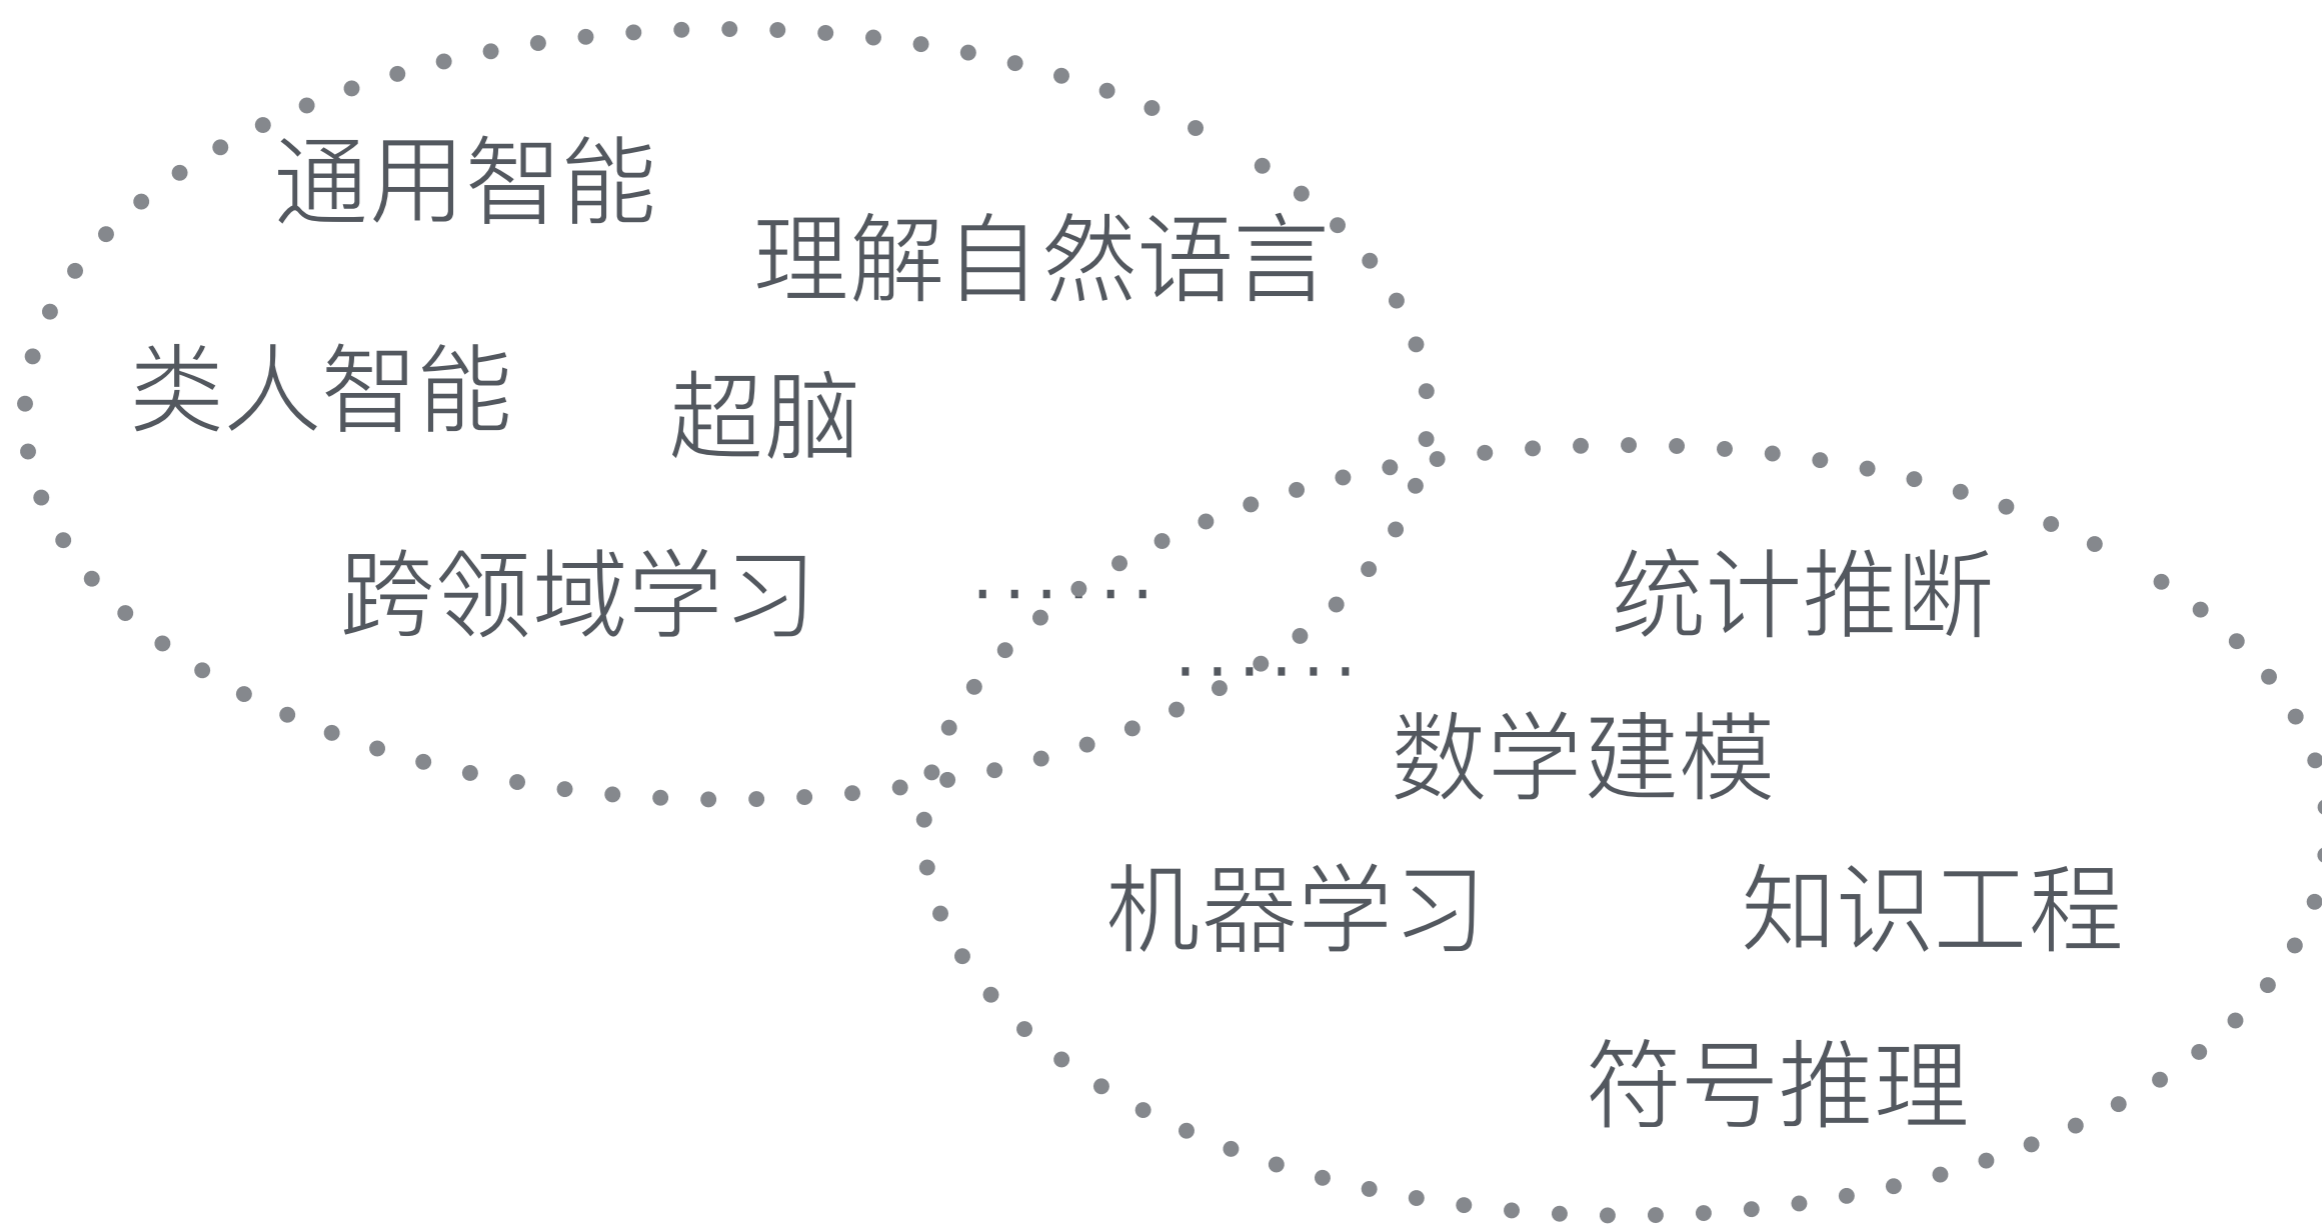 通用智能
理解自然语言
类人智能
超脑
跨领域学习
······
······
统计推断
数学建模
机器学习
知识工程
符号推理